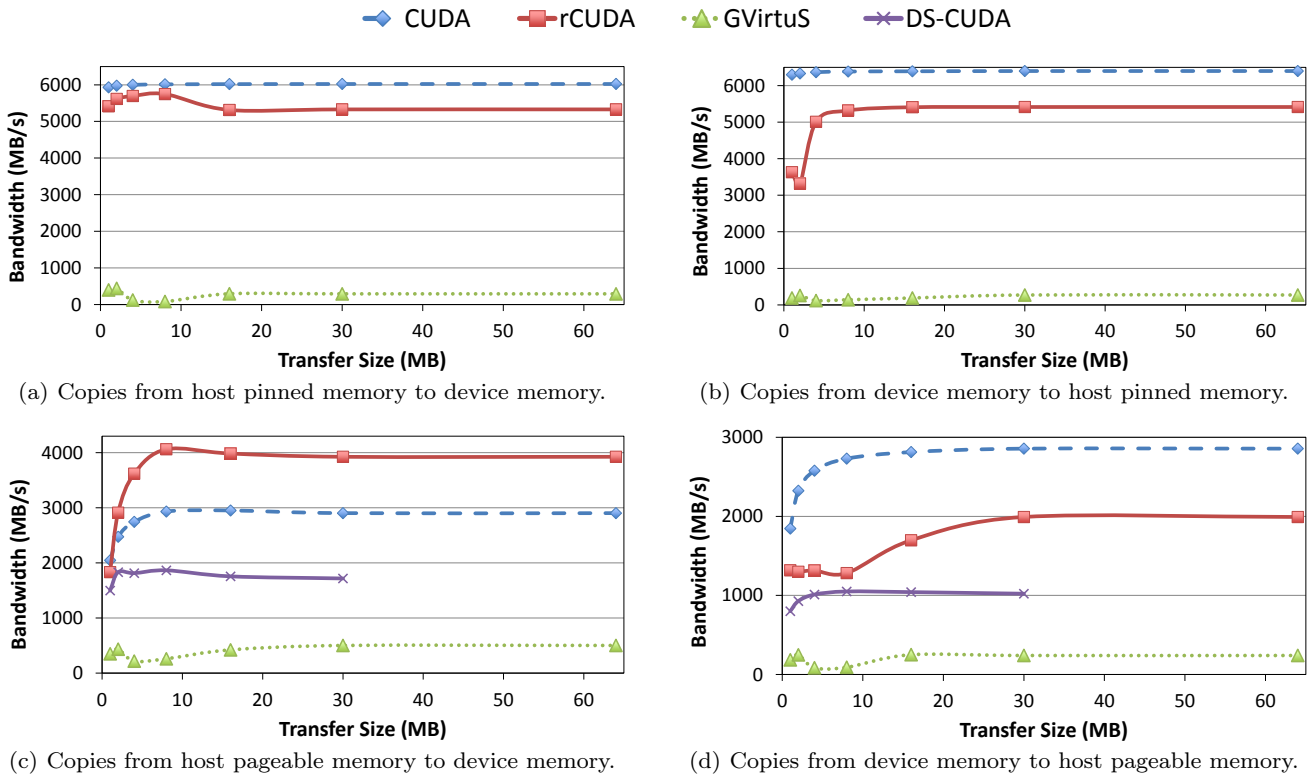 CUDA rCUDA GVirtuS DS-CUDA
6000
5000
4000
3000
2000
1000
0
Bandwidth (MB/s)
0 10 20 30 40 50 60
Transfer Size (MB)
(a) Copies from host pinned memory to device memory.
6000
5000
4000
3000
2000
1000
0
Bandwidth (MB/s)
0 10 20 30 40 50 60
Transfer Size (MB)
(b) Copies from device memory to host pinned memory.
4000
3000
2000
1000
0
Bandwidth (MB/s)
0 10 20 30 40 50 60
Transfer Size (MB)
(c) Copies from host pageable memory to device memory.
3000
2000
1000
0
Bandwidth (MB/s)
0 10 20 30 40 50 60
Transfer Size (MB)
(d) Copies from device memory to host pageable memory.